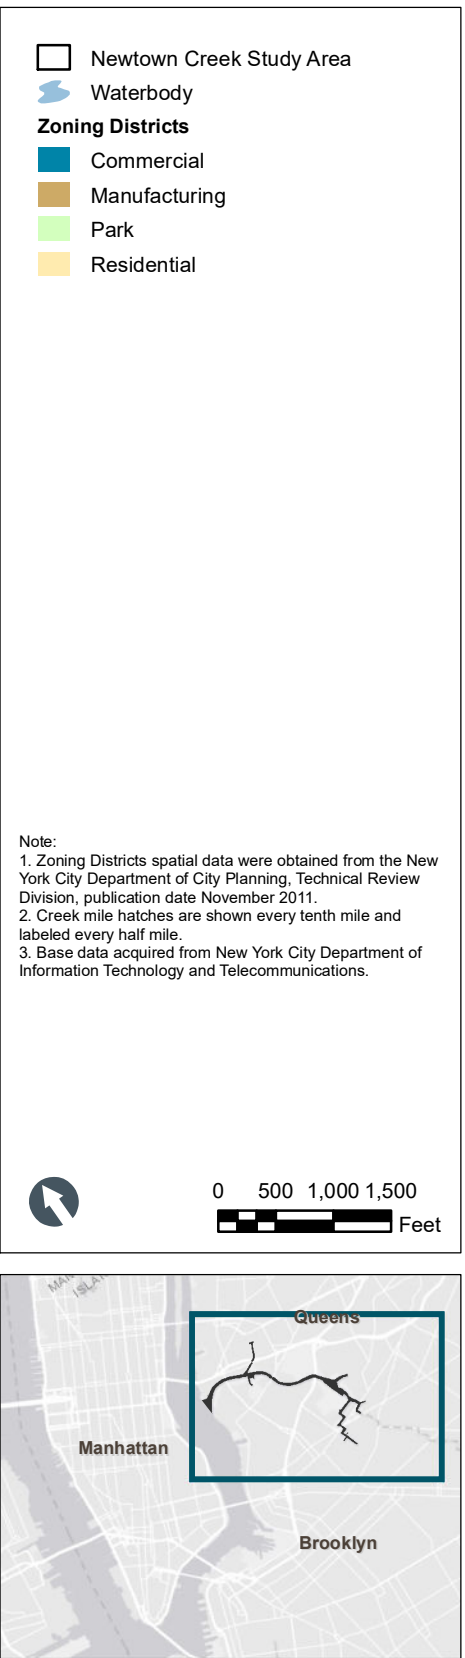 Newtown Creek Study Area
Waterbody
Zoning Districts
Commercial
Manufacturing
Park
Residential
Note:
1. Zoning Districts spatial data were obtained from the New
York City Department of City Planning, Technical Review
Division, publication date November 2011.
2. Creek mile hatches are shown every tenth mile and
labeled every half mile.
3. Base data acquired from New York City Department of
Information Technology and Telecommunications.
0 500 1,000 1,500
Feet
Queens
Manhattan
Brooklyn